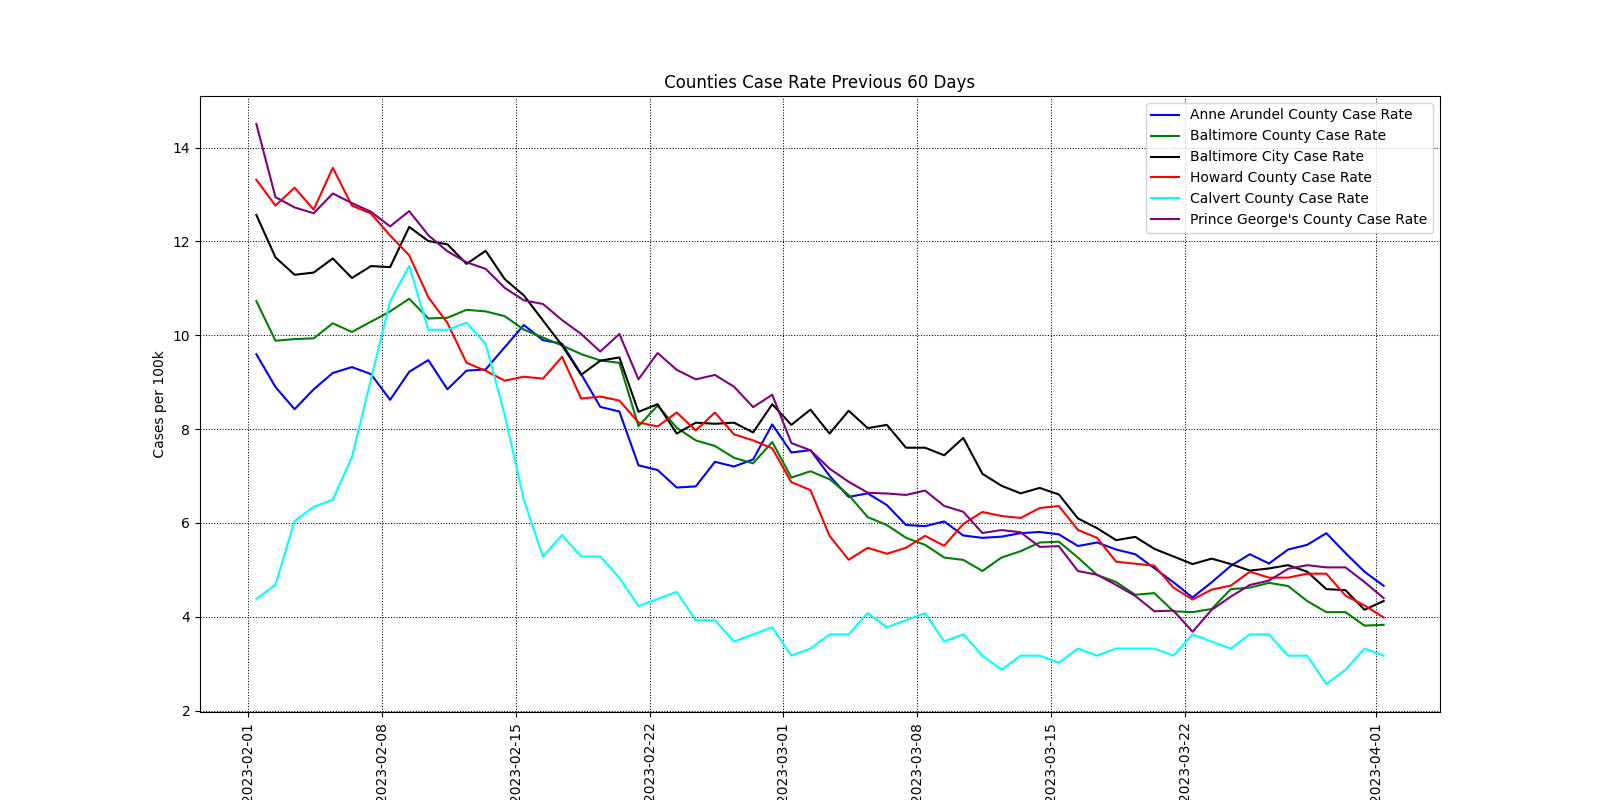 Counties Case Rate Previous 60 Days
Anne Arundel County Case Rate
Baltimore County Case Rate
Baltimore City Case Rate
Howard County Case Rate
Calvert County Case Rate
Prince George's County Case Rate
Cases per 100k
14
12
10
8
6
4
2
2023-02-01
2023-02-08
2023-02-15
2023-02-22
2023-03-01
2023-03-08
2023-03-15
2023-03-22
2023-04-01